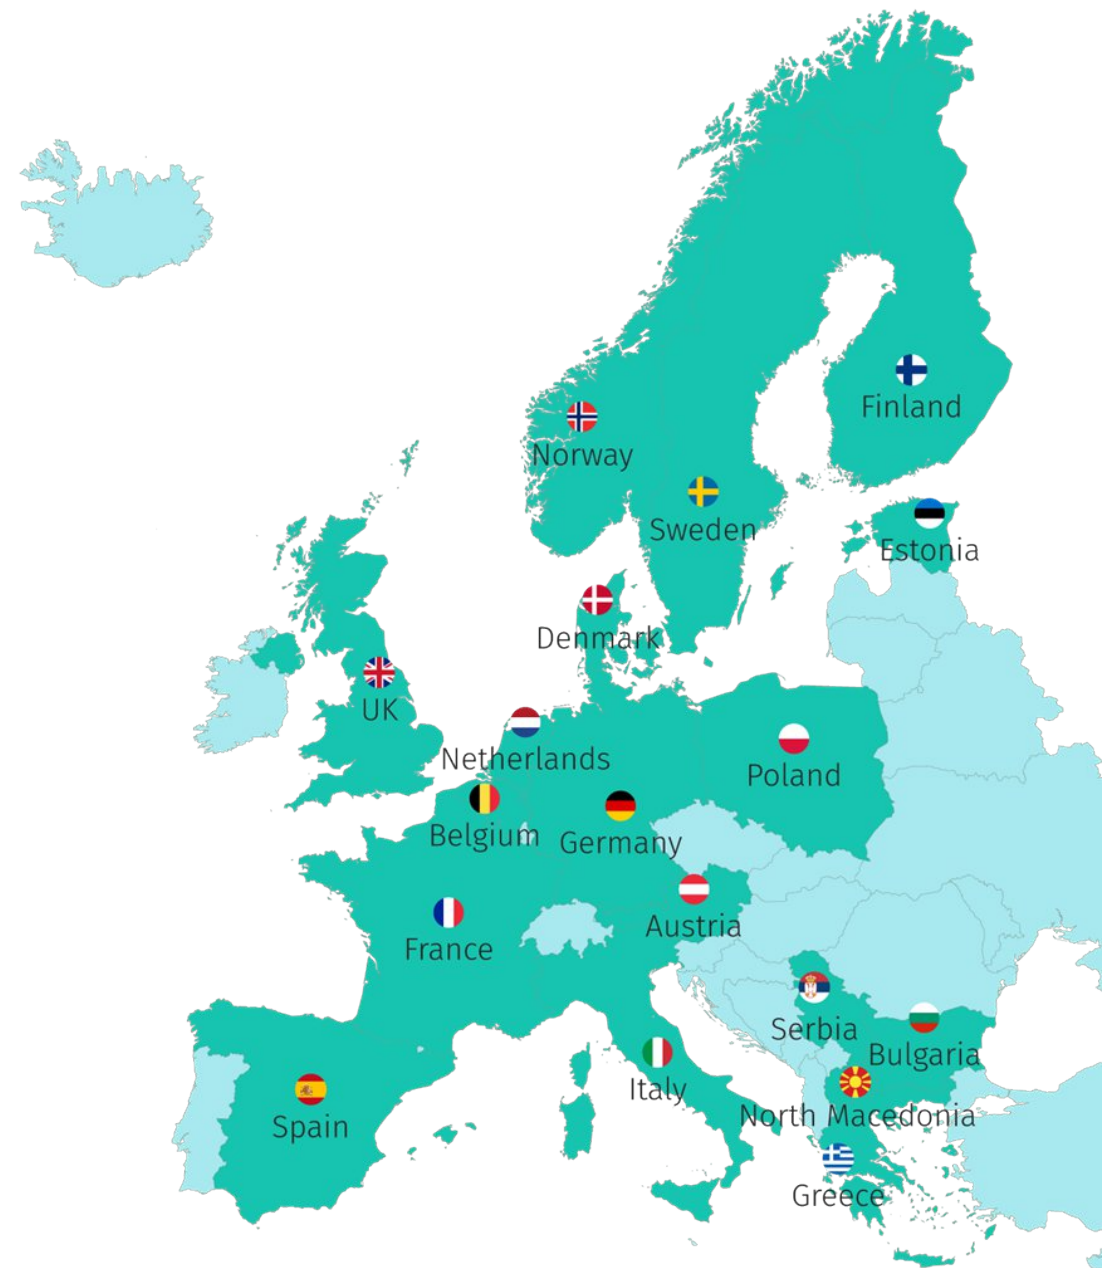 Finland
Norway
Sweden
Estonia
Denmark
UK
Netherlands
Poland
Belgium
Germany
Austria
France
Serbia
Bulgaria
Italy
North Macedonia
Spain
Greece